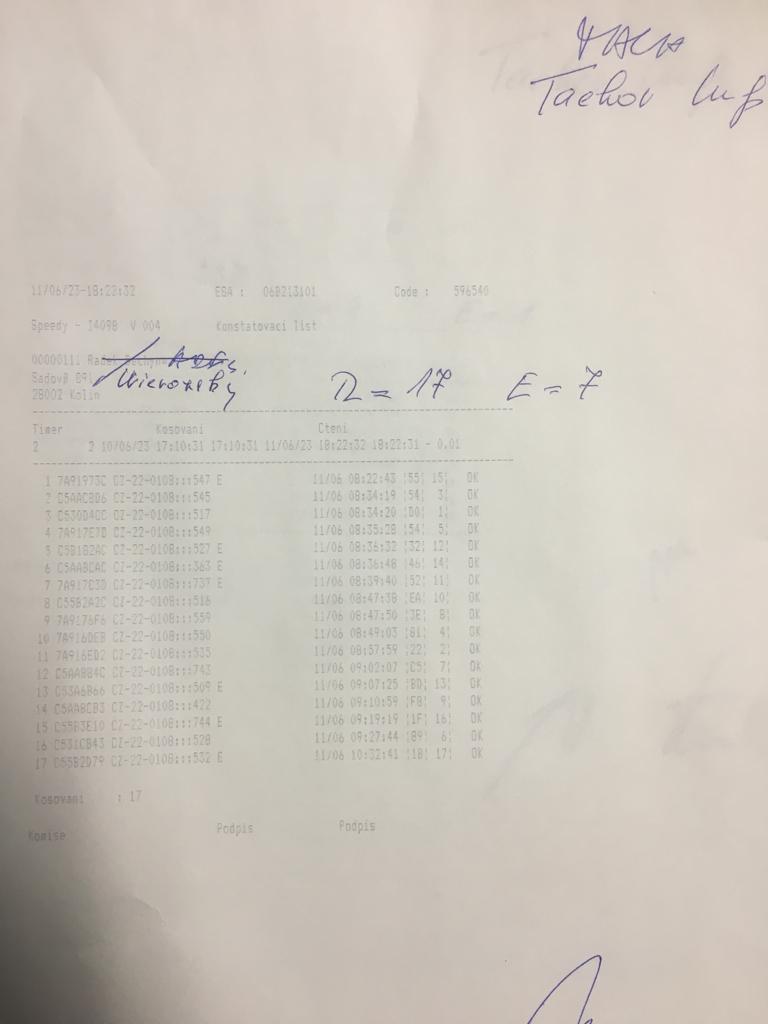 Tachov
11/06/23-18:22:32 ESA : 06B213101 Code : 596540
Speedy - I409B V 004 Konstatovaci list
00000111
Sadová
28002 Kolin
D = 17 E = 7
Timer Kosovani Cteni
2 2 10/06/23 17:10:31 17:10:31 11/06/23 18:22:32 18:22:31 - 0.01
1 7A91973C CZ-22-0108:::547 E 11/06 08:22:43 ¦55¦ 15¦ OK
2 C5AACBD6 CZ-22-0108:::545 11/06 08:34:19 ¦54¦ 3¦ OK
3 C530D4CC CZ-22-0108:::517 11/06 08:34:20 ¦D0¦ 1¦ OK
4 7A917E7D CZ-22-0108:::549 11/06 08:35:28 ¦54¦ 5¦ OK
5 C5B1B2AC CZ-22-0108:::527 E 11/06 08:36:32 ¦32¦ 12¦ OK
6 C5AABCAC CZ-22-0108:::363 E 11/06 08:36:48 ¦46¦ 14¦ OK
7 7A917C3D CZ-22-0108:::737 E 11/06 08:39:40 ¦52¦ 11¦ OK
8 C55B2A2C CZ-22-0108:::516 11/06 08:47:38 ¦EA¦ 10¦ OK
9 7A9176F6 CZ-22-0108:::559 11/06 08:47:50 ¦3E¦ 8¦ OK
10 7A916DEB CZ-22-0108:::550 11/06 08:49:03 ¦81¦ 4¦ OK
11 7A916ED2 CZ-22-0108:::535 11/06 08:57:59 ¦22¦ 2¦ OK
12 C5AABB4C CZ-22-0108:::743 11/06 09:02:07 ¦C5¦ 7¦ OK
13 C53A6B66 CZ-22-0108:::509 E 11/06 09:07:25 ¦BD¦ 13¦ OK
14 C5AABCB3 CZ-22-0108:::422 11/06 09:10:59 ¦F8¦ 9¦ OK
15 C55B3E10 CZ-22-0108:::744 E 11/06 09:19:19 ¦1F¦ 16¦ OK
16 C531CB43 CZ-22-0108:::528 11/06 09:27:44 ¦89¦ 6¦ OK
17 C55B2D79 CZ-22-0108:::532 E 11/06 10:32:41 ¦18¦ 17¦ OK
Kosovani : 17
Komise Podpis Podpis